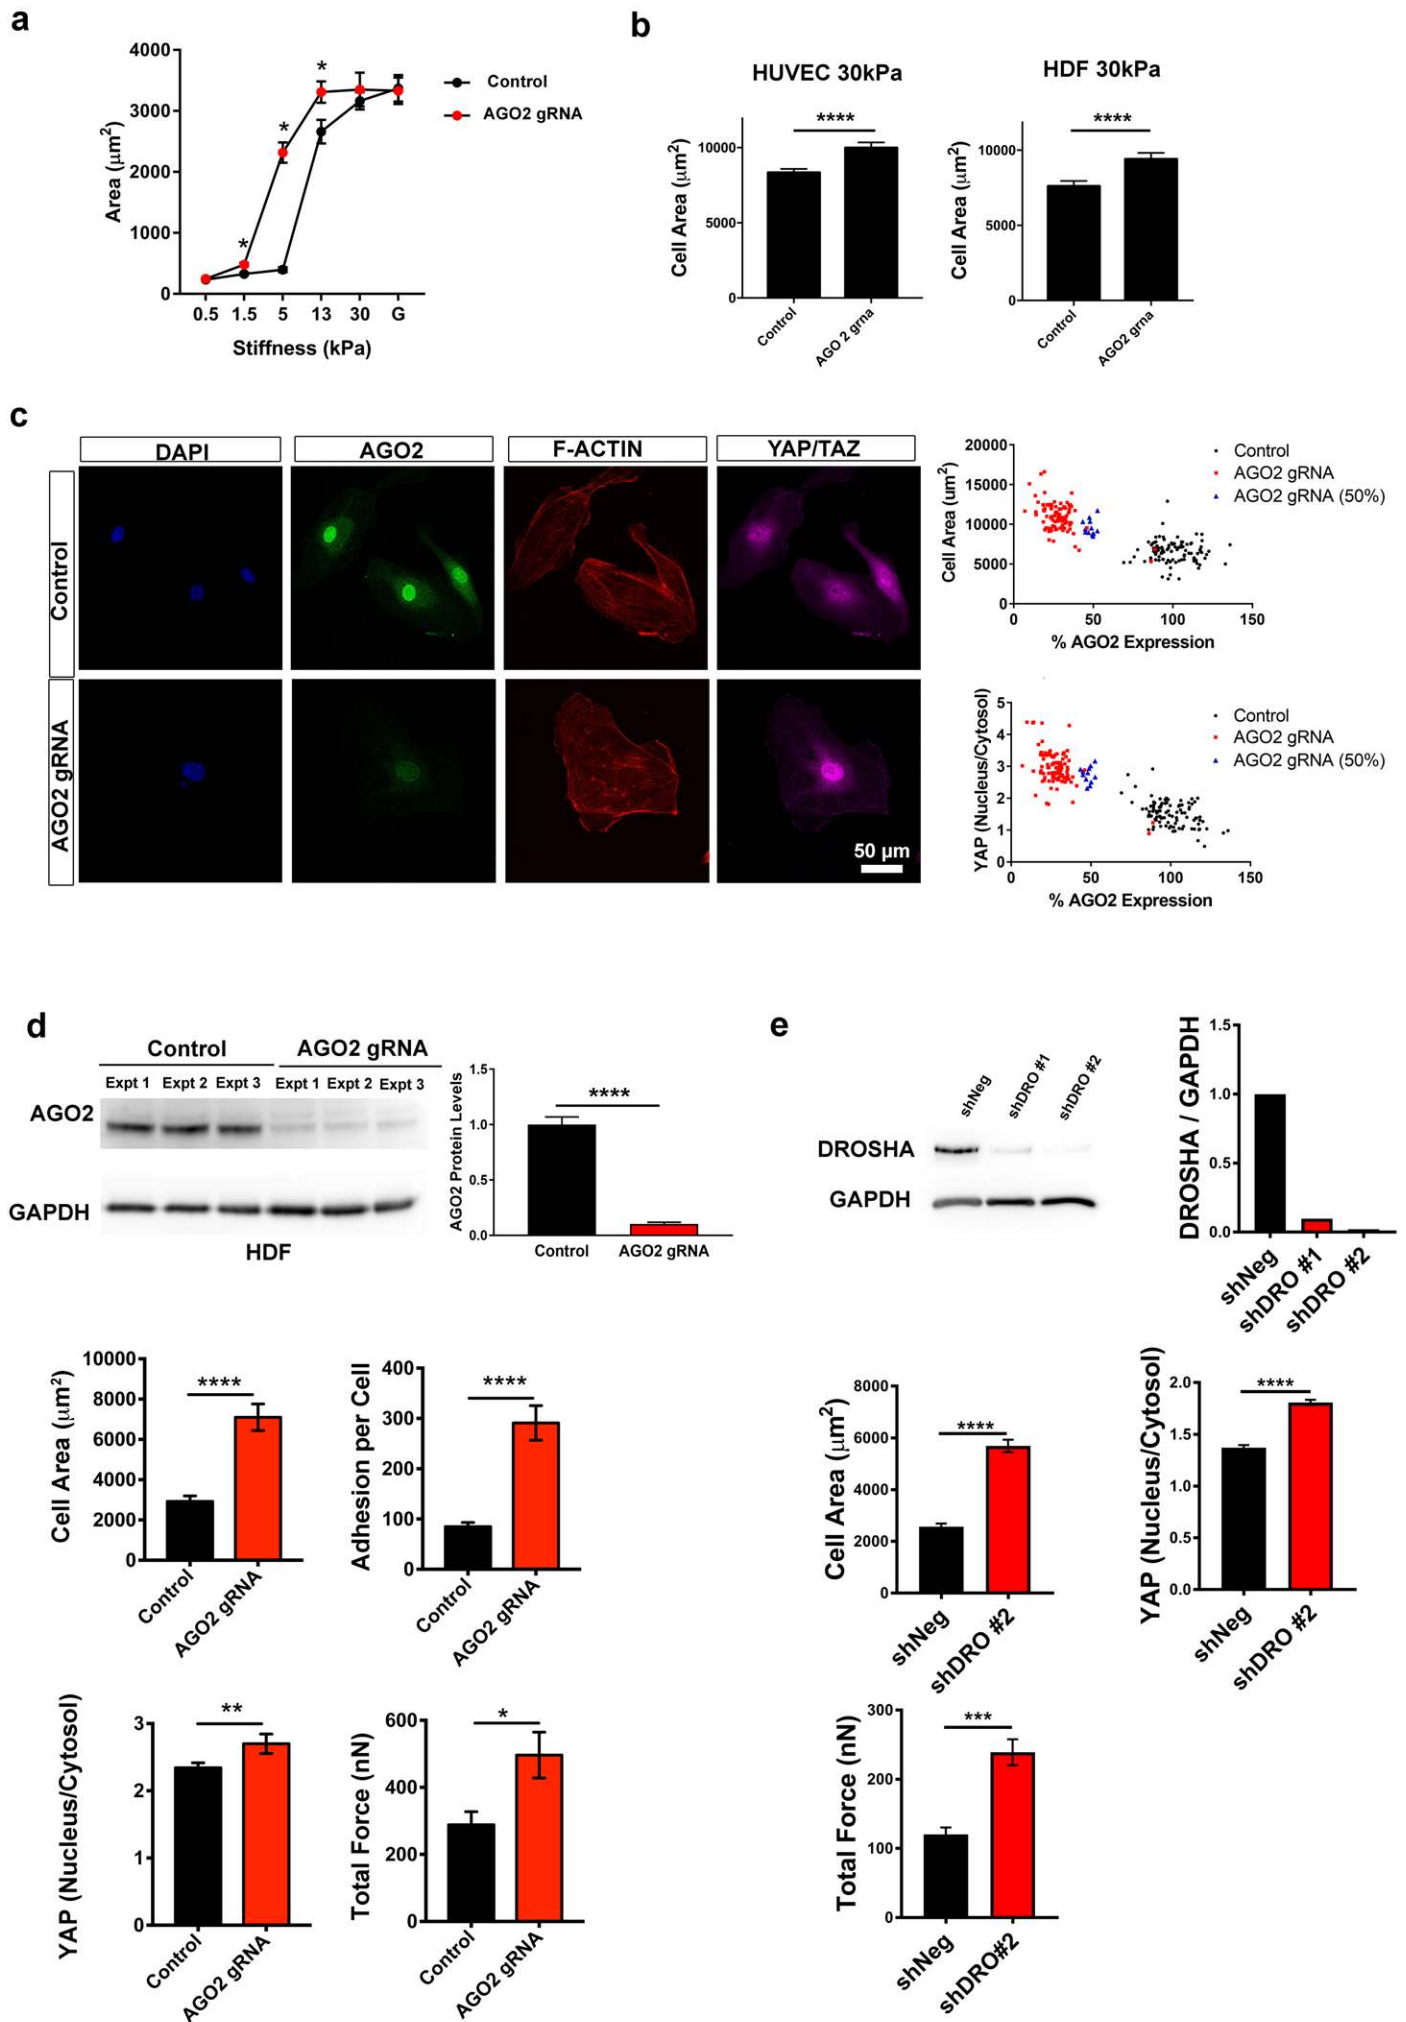 a
4000
3000
2000
1000
0
Area (μm²)
*
*
*
*
0.5 1.5 5 13 30 G
Stiffness (kPa)
Control
AGO2 gRNA
b
HUVEC 30kPa
****
Cell Area (μm²)
10000
5000
0
Control
AGO 2 grna
HDF 30kPa
****
Cell Area (μm²)
10000
5000
0
Control
AGO2 grna
c
DAPI AGO2 F-ACTIN YAP/TAZ
Control
AGO2 gRNA
50 μm
20000
15000
10000
5000
0
Cell Area (um²)
0 50 100 150
% AGO2 Expression
Control
AGO2 gRNA
AGO2 gRNA (50%)
5
4
3
2
1
0
YAP (Nucleus/Cytosol)
0 50 100 150
% AGO2 Expression
Control
AGO2 gRNA
AGO2 gRNA (50%)
d
Control AGO2 gRNA
Expt 1 Expt 2 Expt 3 Expt 1 Expt 2 Expt 3
AGO2
GAPDH
HDF
AGO2 Protein Levels
1.5
1.0
0.5
0.0
****
Control AGO2 gRNA
Cell Area (μm²)
10000
8000
6000
4000
2000
0
****
Control
AGO2 gRNA
Adhesion per Cell
400
300
200
100
0
****
Control
AGO2 gRNA
YAP (Nucleus/Cytosol)
3
2
1
0
**
Control
AGO2 gRNA
Total Force (nN)
600
400
200
0
*
Control
AGO2 gRNA
e
shNeg
shDRO #1
shDRO #2
DROSHA
GAPDH
DROSHA / GAPDH
1.5
1.0
0.5
0.0
shNeg
shDRO #1
shDRO #2
Cell Area (μm²)
8000
6000
4000
2000
0
****
shNeg
shDRO #2
YAP (Nucleus/Cytosol)
2.0
1.5
1.0
0.5
0.0
****
shNeg
shDRO #2
Total Force (nN)
300
200
100
0
***
shNeg
shDRO#2